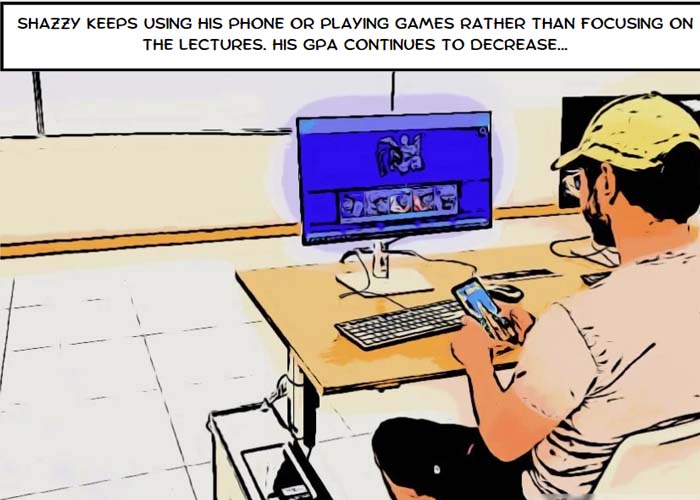 SHAZZY KEEPS USING HIS PHONE OR PLAYING GAMES RATHER THAN FOCUSING ON
THE LECTURES. HIS GPA CONTINUES TO DECREASE...